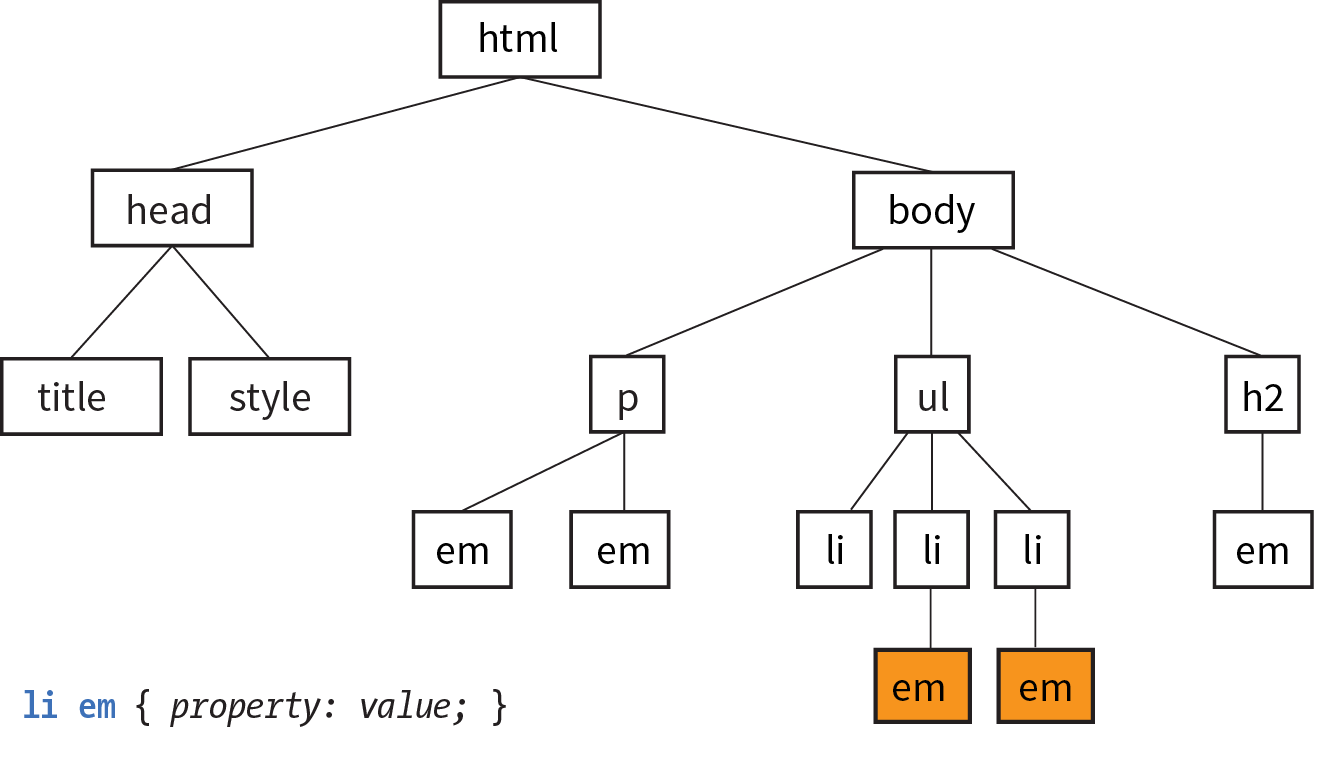 html
head
body
title
style
p
ul
h2
em
em
li
li
li
em
em
em
li em { property: value; }